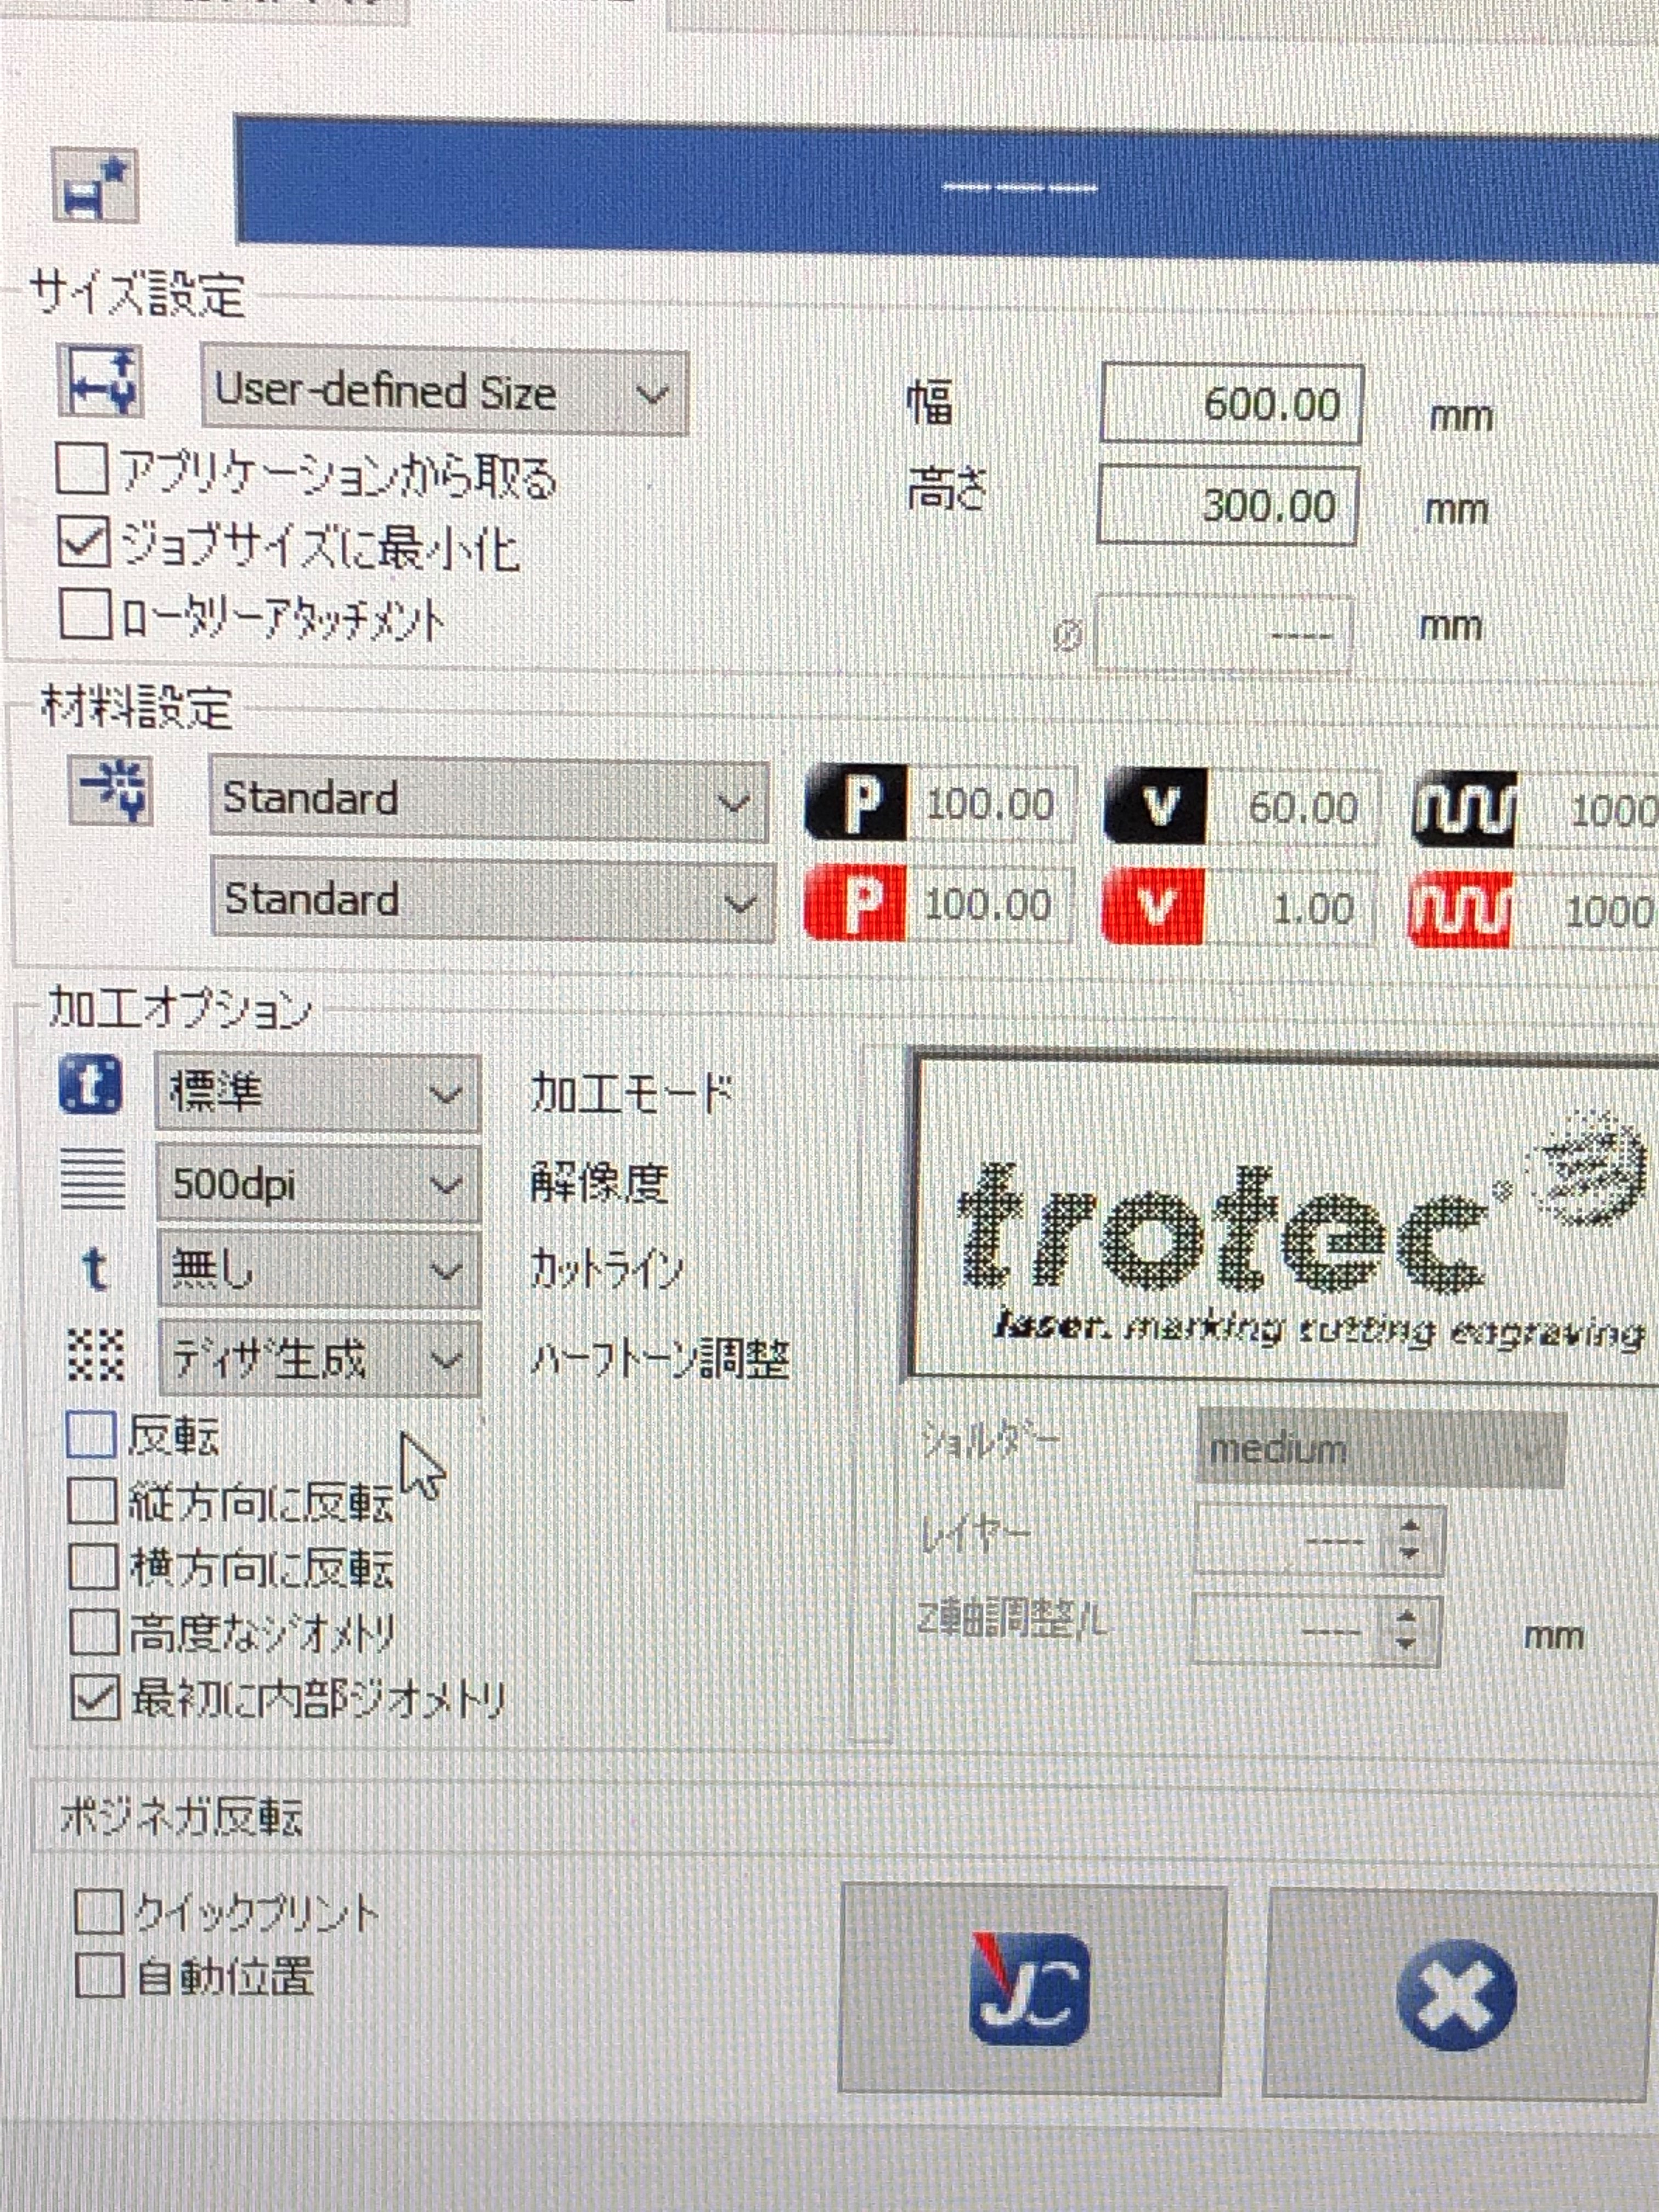 サイズ設定
User-defined Size
幅 600.00 mm
アプリケーションから取る
高さ 300.00 mm
ジョブサイズに最小化
ロータリーアタッチメント
∅ ---- mm
材料設定
Standard P 100.00 v 60.00 1000
Standard P 100.00 v 1.00 1000
加工オプション
t 標準 加工モード
500dpi 解像度
t 無し カットライン
ディザ生成 ハーフトーン調整
trotec®
laser. marking cutting engraving
反転
縦方向に反転
横方向に反転
高度なジオメトリ
最初に内部ジオメトリ
ショルダー medium
レイヤー ----
Z軸調整/L ---- mm
ポジネガ反転
クイックプリント
自動位置
JC